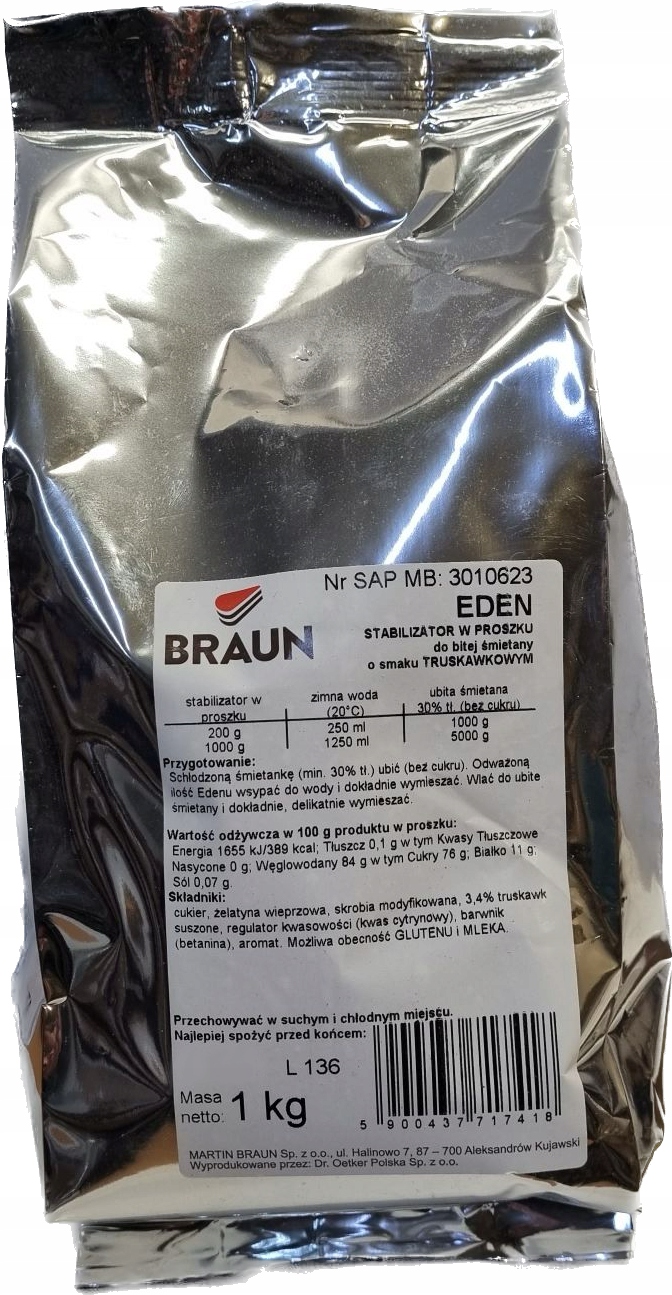 Nr SAP MB: 3010623
EDEN
BRAUN
STABILIZATOR W PROSZKU
do bitej śmietany
o smaku TRUSKAWKOWYM
stabilizator w proszku | zimna woda (20°C) | ubita śmietana 30% tł. (bez cukru)
200 g | 250 ml | 1000 g
1000 g | 1250 ml | 5000 g
Przygotowanie:
Schłodzoną śmietankę (min. 30% tł.) ubić (bez cukru). Odważoną
ilość Edenu wsypać do wody i dokładnie wymieszać. Wlać do ubite
śmietany i dokładnie, delikatnie wymieszać.
Wartość odżywcza w 100 g produktu w proszku:
Energia 1655 kJ/389 kcal; Tłuszcz 0,1 g w tym Kwasy Tłuszczowe
Nasycone 0 g; Węglowodany 84 g w tym Cukry 76 g; Białko 11 g;
Sól 0,07 g.
Składniki:
cukier, żelatyna wieprzowa, skrobia modyfikowana, 3,4% truskawk
suszone, regulator kwasowości (kwas cytrynowy), barwnik
(betanina), aromat. Możliwa obecność GLUTENU i MLEKA.
Przechowywać w suchym i chłodnym miejscu.
Najlepiej spożyć przed końcem:
L 136
Masa netto: 1 kg
5 900437 717418
MARTIN BRAUN Sp. z o.o., ul. Halinowo 7, 87 – 700 Aleksandrów Kujawski
Wyprodukowane przez: Dr. Oetker Polska Sp. z o.o.